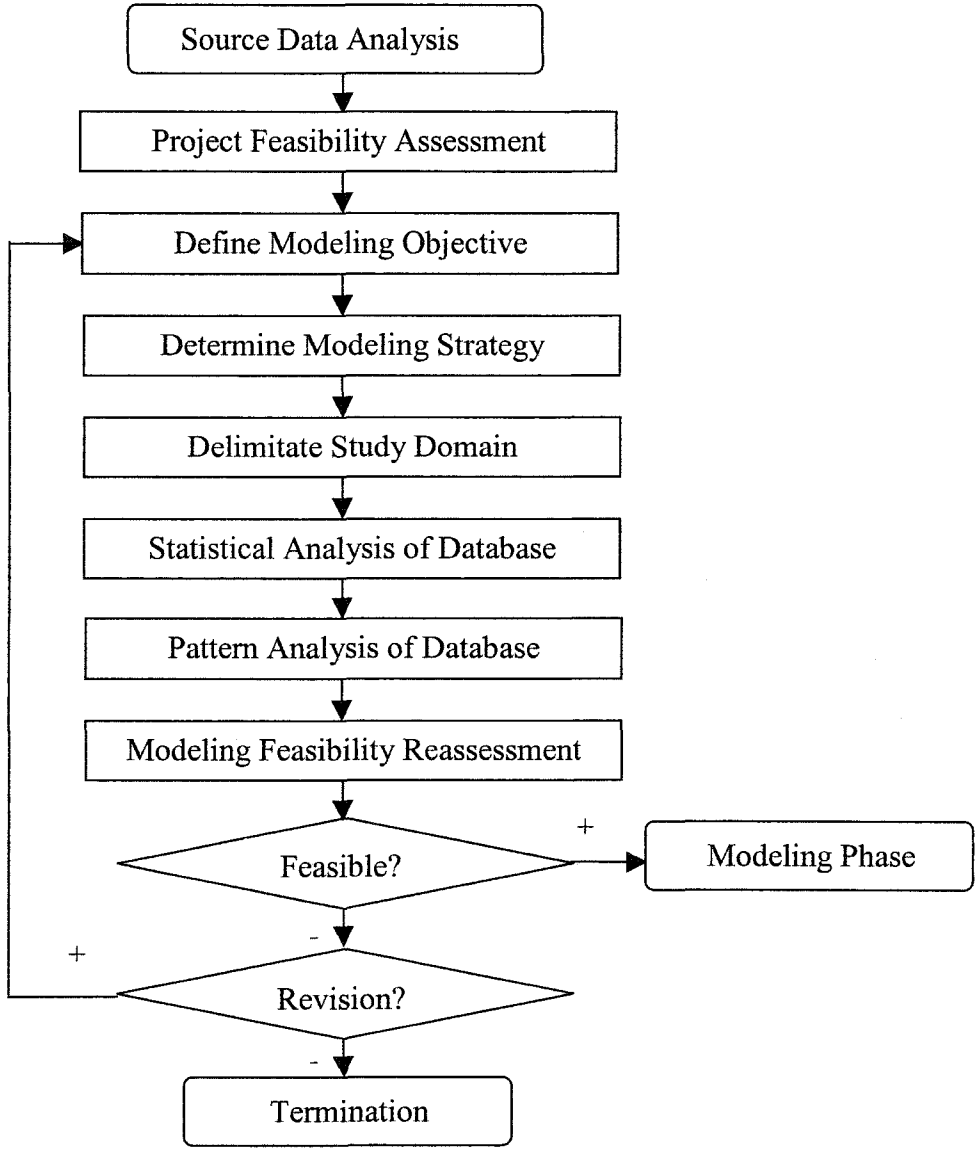 Source Data Analysis
Project Feasibility Assessment
Define Modeling Objective
Determine Modeling Strategy
Delimitate Study Domain
Statistical Analysis of Database
Pattern Analysis of Database
Modeling Feasibility Reassessment
+
Feasible?
Modeling Phase
-
+
Revision?
-
Termination